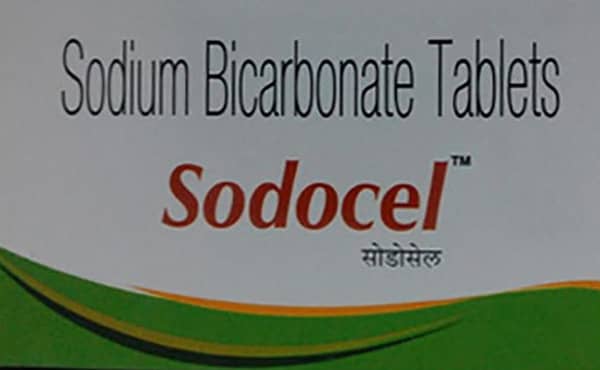 Sodium Bicarbonate Tablets
Sodocel™
सोडोसेल